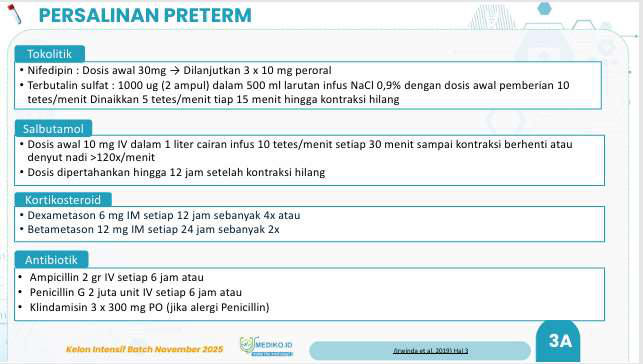 PERSALINAN PRETERM
Tokolitik
• Nifedipin : Dosis awal 30mg → Dilanjutkan 3 x 10 mg peroral
• Terbutalin sulfat : 1000 ug (2 ampul) dalam 500 ml larutan infus NaCl 0,9% dengan dosis awal pemberian 10
tetes/menit Dinaikkan 5 tetes/menit tiap 15 menit hingga kontraksi hilang
Salbutamol
• Dosis awal 10 mg IV dalam 1 liter cairan infus 10 tetes/menit setiap 30 menit sampai kontraksi berhenti atau
denyut nadi >120x/menit
• Dosis dipertahankan hingga 12 jam setelah kontraksi hilang
Kortikosteroid
• Dexametason 6 mg IM setiap 12 jam sebanyak 4x atau
• Betametason 12 mg IM setiap 24 jam sebanyak 2x
Antibiotik
• Ampicillin 2 gr IV setiap 6 jam atau
• Penicillin G 2 juta unit IV setiap 6 jam atau
• Klindamisin 3 x 300 mg PO (jika alergi Penicillin)
Kelon Intensif Batch November 2025
MEDIKO.ID
et al, 2019) Hal 3
3A